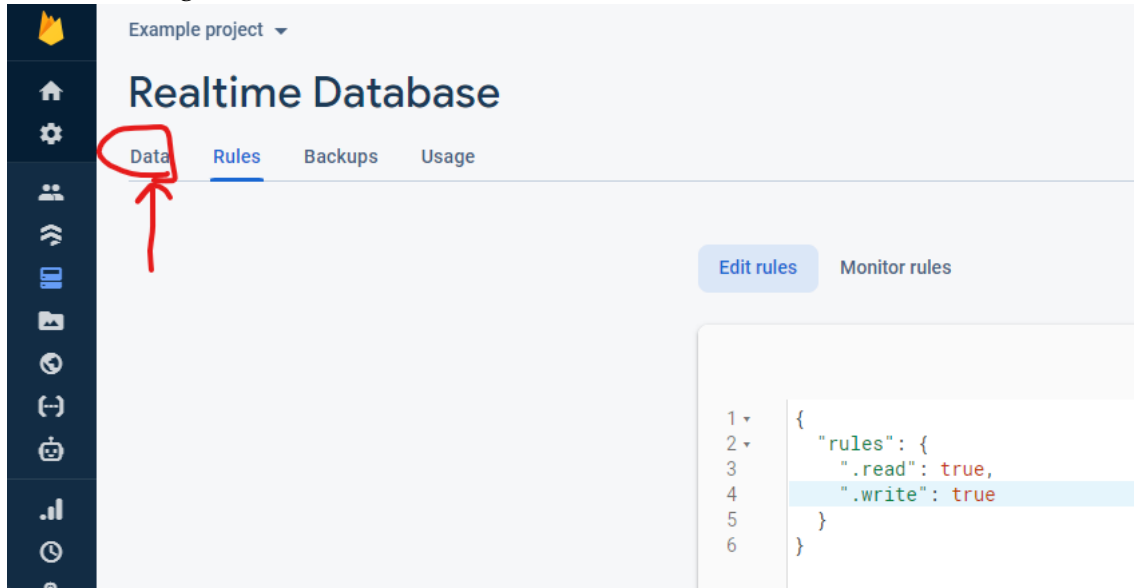 Example project
Realtime Database
Data Rules Backups Usage
Edit rules Monitor rules
1 {
2 "rules": {
3 ".read": true,
4 ".write": true
5 }
6 }